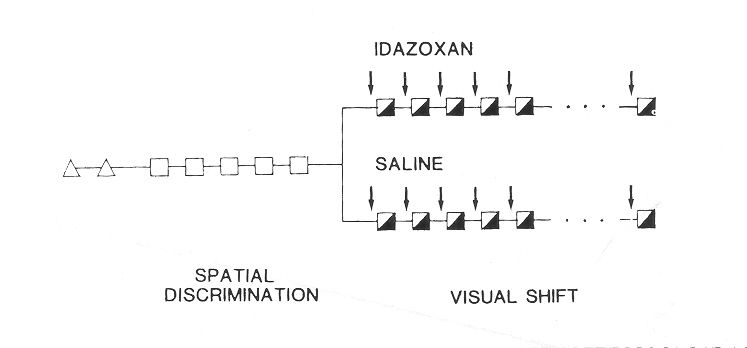 IDAZOXAN
SALINE
SPATIAL
DISCRIMINATION
VISUAL SHIFT